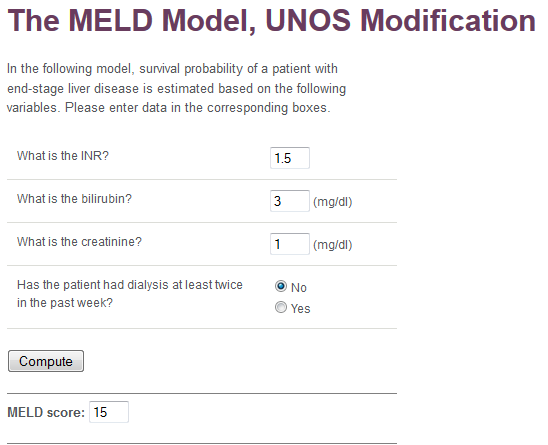 The MELD Model, UNOS Modification
In the following model, survival probability of a patient with
end-stage liver disease is estimated based on the following
variables. Please enter data in the corresponding boxes.
What is the INR? 1.5
What is the bilirubin? 3 (mg/dl)
What is the creatinine? 1 (mg/dl)
Has the patient had dialysis at least twice
in the past week?
No
Yes
Compute
MELD score: 15